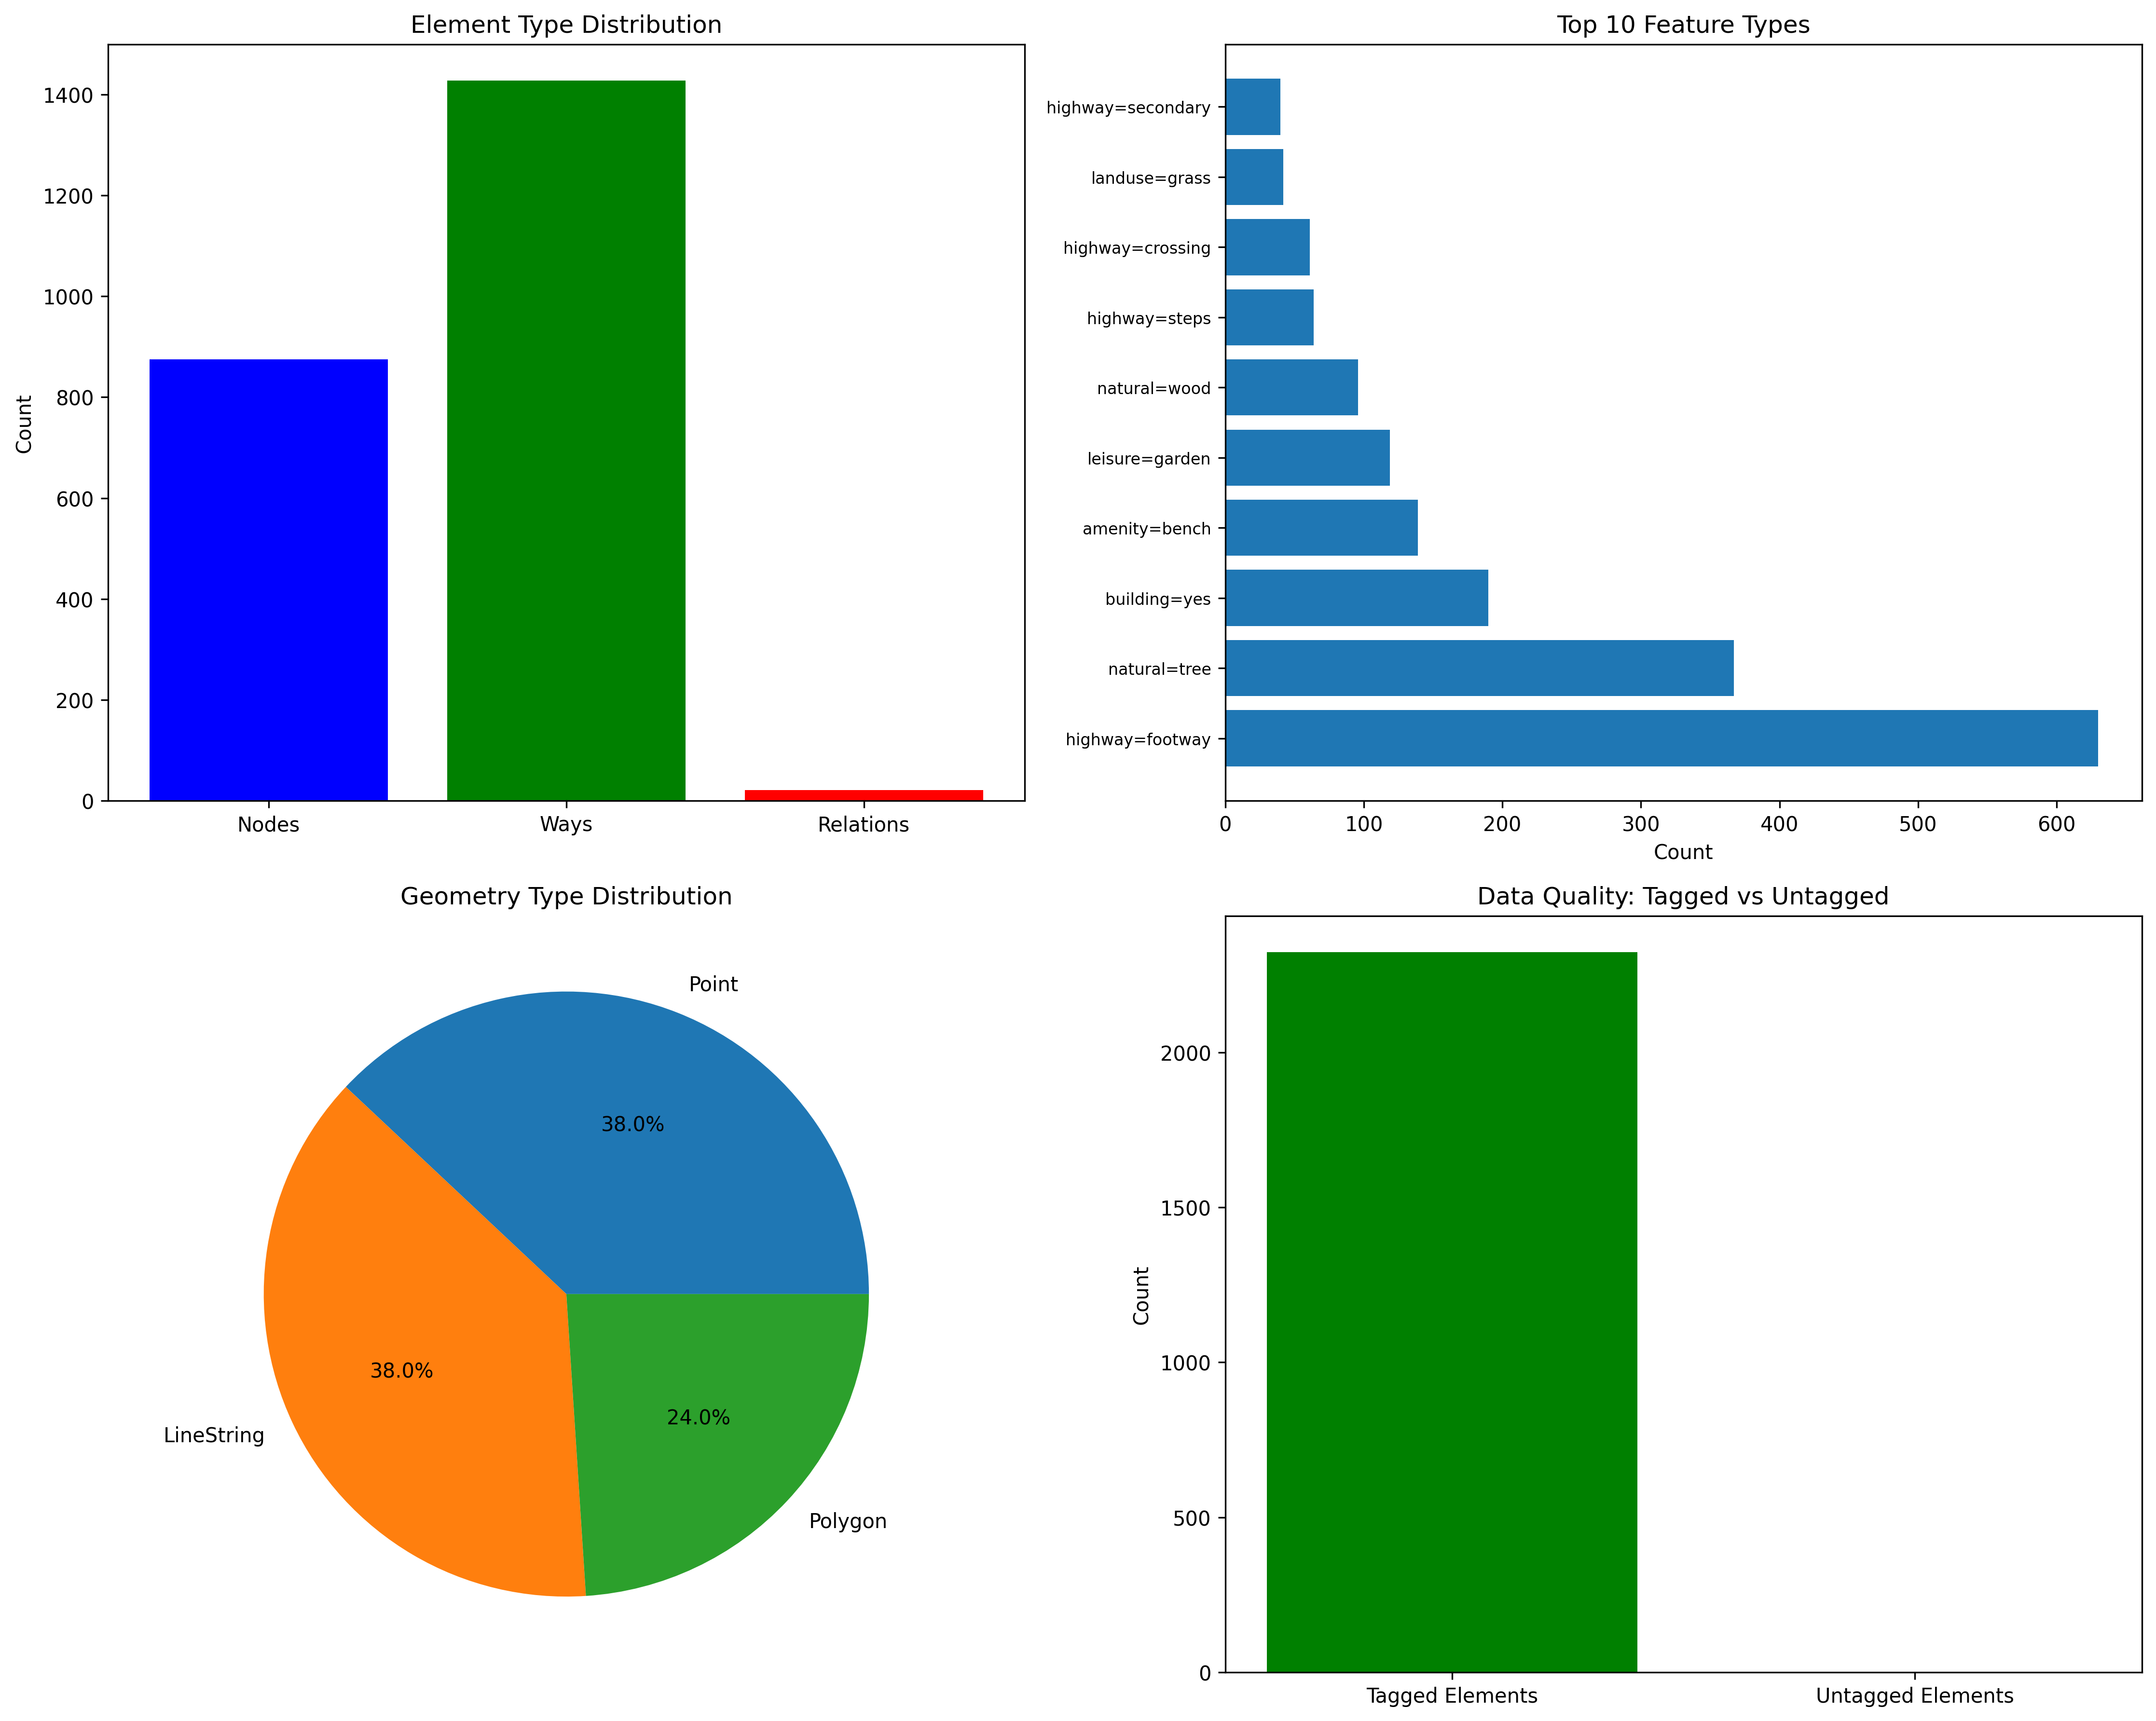 Element Type Distribution
Count
1400
1200
1000
800
600
400
200
0
Nodes
Ways
Relations
Top 10 Feature Types
highway=secondary
landuse=grass
highway=crossing
highway=steps
natural=wood
leisure=garden
amenity=bench
building=yes
natural=tree
highway=footway
0
100
200
300
400
500
600
Count
Geometry Type Distribution
Point
38.0%
38.0%
LineString
24.0%
Polygon
Data Quality: Tagged vs Untagged
Count
2000
1500
1000
500
0
Tagged Elements
Untagged Elements